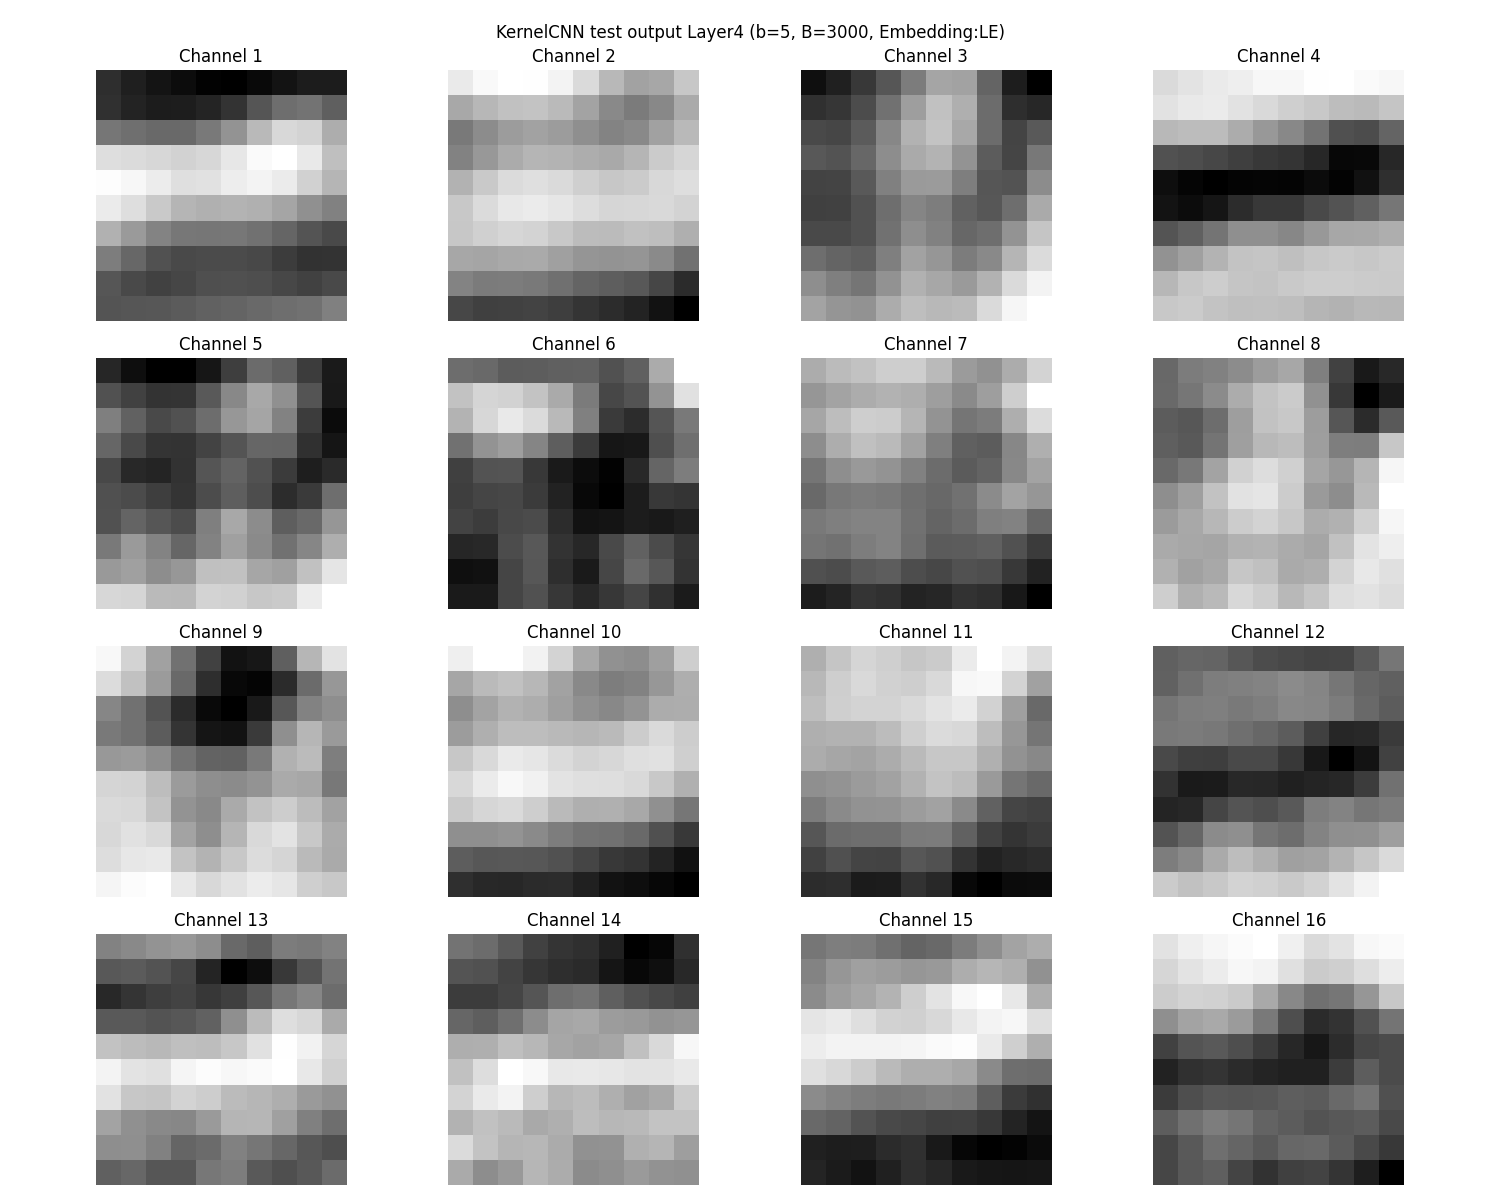 KernelCNN test output Layer4 (b=5, B=3000, Embedding:LE)
Channel 1 Channel 2 Channel 3 Channel 4
Channel 5 Channel 6 Channel 7 Channel 8
Channel 9 Channel 10 Channel 11 Channel 12
Channel 13 Channel 14 Channel 15 Channel 16